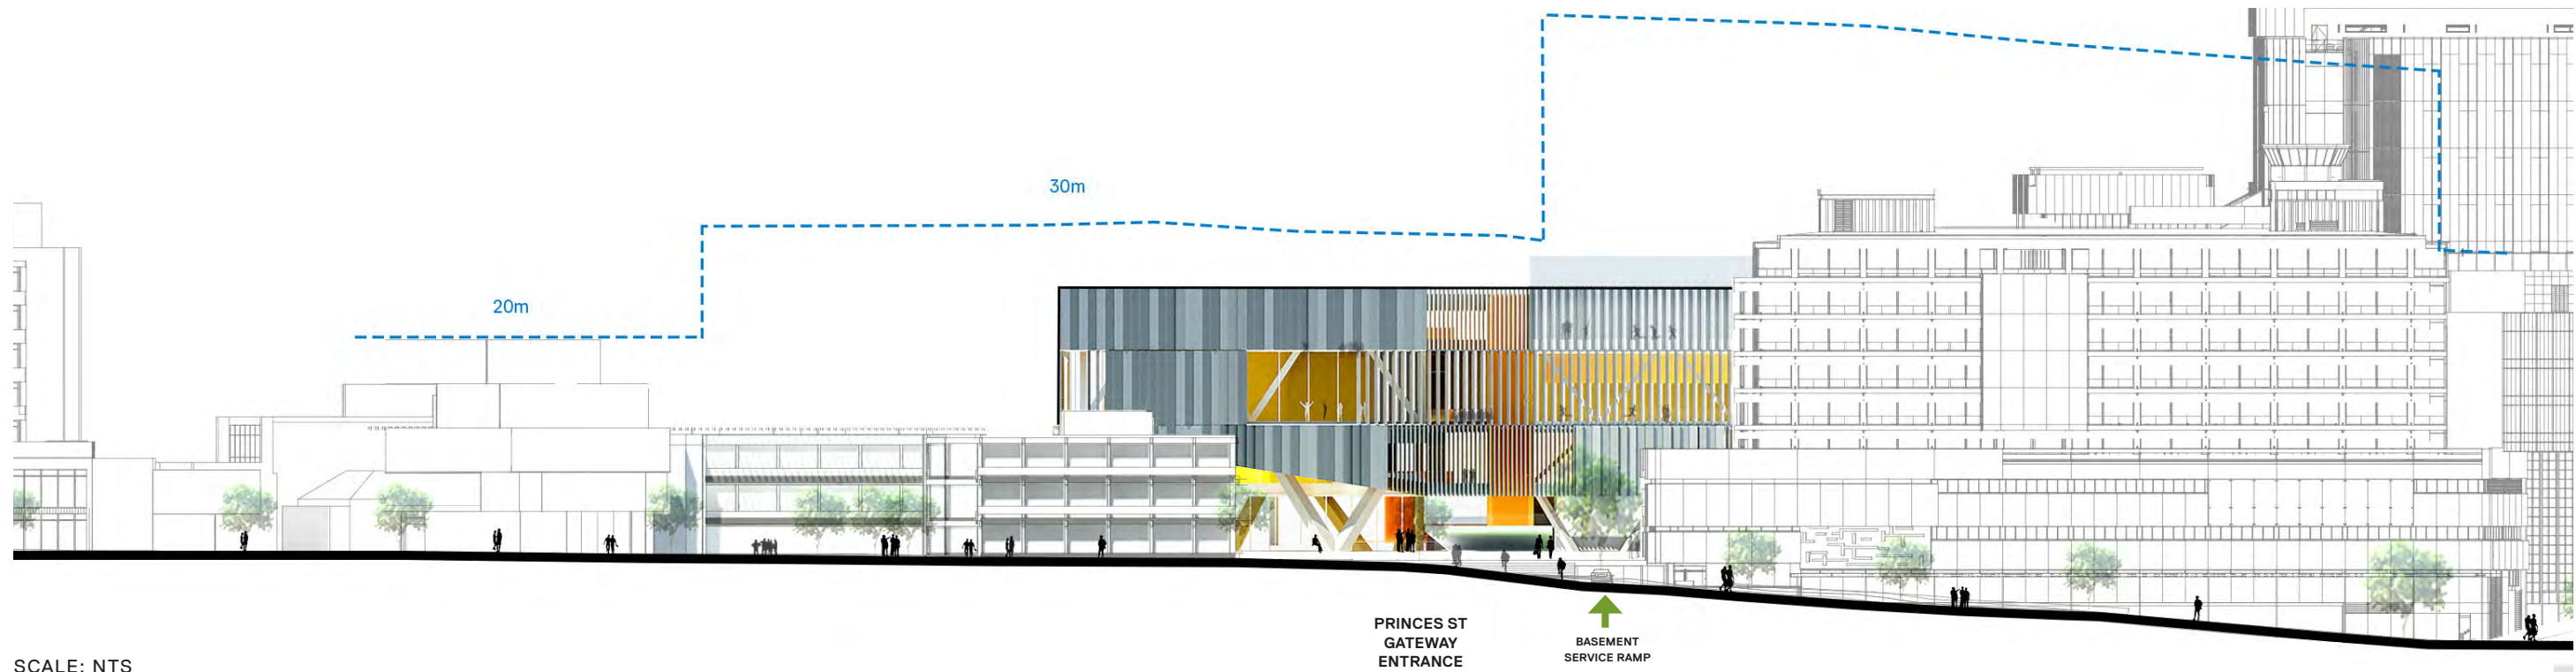 30m
20m
PRINCES ST
GATEWAY
ENTRANCE
BASEMENT
SERVICE RAMP
SCALE: NTS